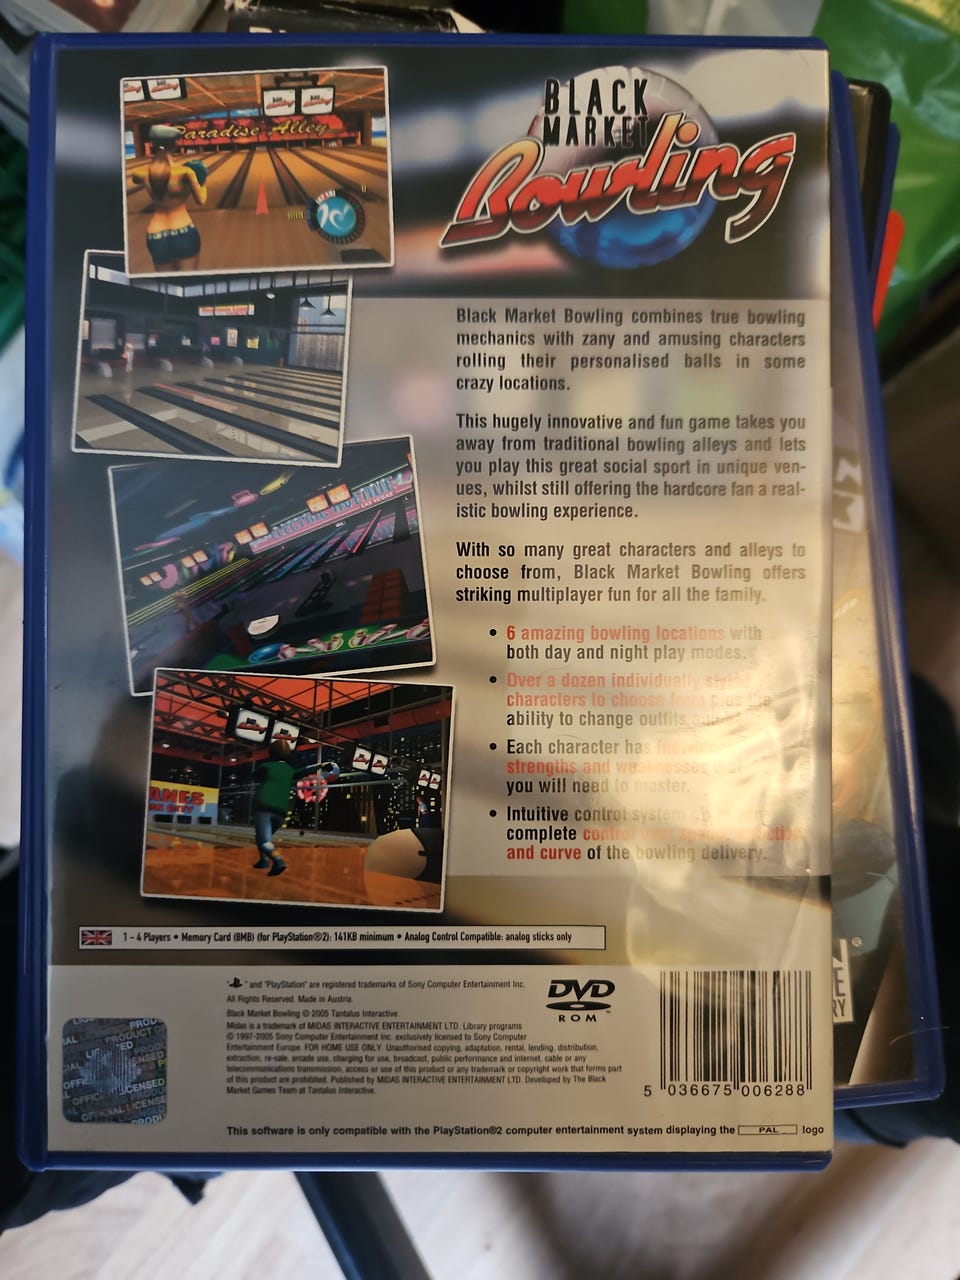 Paradise Alley
BLACK
MARKET
Bowling
Black Market Bowling combines true bowling
mechanics with zany and amusing characters
rolling their personalised balls in some
crazy locations.
This hugely innovative and fun game takes you
away from traditional bowling alleys and lets
you play this great social sport in unique ven-
ues, whilst still offering the hardcore fan a real-
istic bowling experience.
With so many great characters and alleys to
choose from, Black Market Bowling offers
striking multiplayer fun for all the family.
• 6 amazing bowling locations with
both day and night play modes.
• Over a dozen individually styled
characters to choose from plus the
ability to change outfits
• Each character has individual
strengths and weaknesses that
you will need to master.
• Intuitive control system
complete control over
and curve of the bowling delivery.
1 - 4 Players • Memory Card (8MB) (for PlayStation®2): 141KB minimum • Analog Control Compatible: analog sticks only
" " and "PlayStation" are registered trademarks of Sony Computer Entertainment Inc.
All Rights Reserved. Made in Austria.
Black Market Bowling © 2005 Tantalus Interactive.
Midas is a trademark of MIDAS INTERACTIVE ENTERTAINMENT LTD. Library programs
© 1997-2005 Sony Computer Entertainment Inc. exclusively licensed to Sony Computer
Entertainment Europe. FOR HOME USE ONLY. Unauthorised copying, adaptation, rental, lending, distribution,
extraction, re-sale, arcade use, charging for use, broadcast, public performance and internet, cable or any
telecommunications transmission, access or use of this product or any trademark or copyright work that forms part
of this product are prohibited. Published by MIDAS INTERACTIVE ENTERTAINMENT LTD. Developed by The Black
Market Games Team at Tantalus Interactive.
DVD
ROM
5 036675 006288
This software is only compatible with the PlayStation®2 computer entertainment system displaying the PAL logo